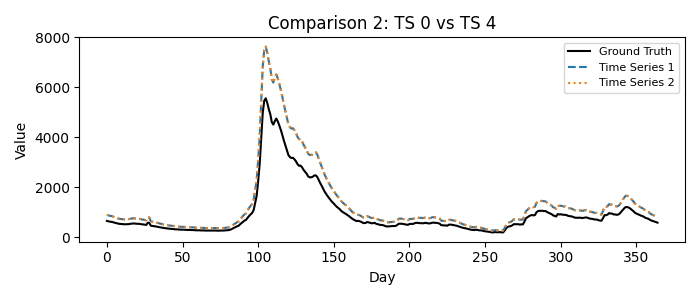 Comparison 2: TS 0 vs TS 4
Value
8000
6000
4000
2000
0
Ground Truth
Time Series 1
Time Series 2
0 50 100 150 200 250 300 350
Day